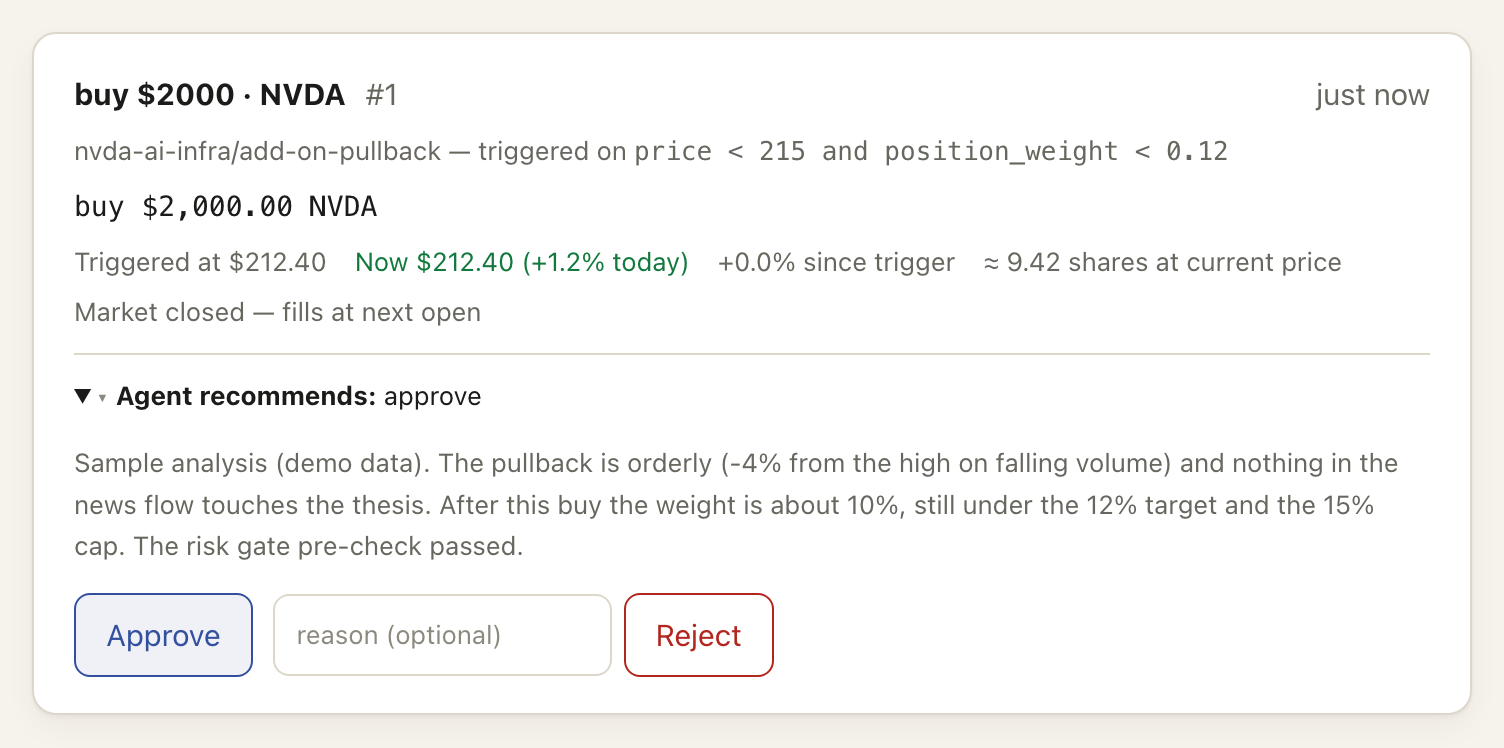 buy $2000 · NVDA #1 just now
nvda-ai-infra/add-on-pullback — triggered on price < 215 and position_weight < 0.12
buy $2,000.00 NVDA
Triggered at $212.40 Now $212.40 (+1.2% today) +0.0% since trigger ≈ 9.42 shares at current price
Market closed — fills at next open
▼ ▾ Agent recommends: approve
Sample analysis (demo data). The pullback is orderly (-4% from the high on falling volume) and nothing in the
news flow touches the thesis. After this buy the weight is about 10%, still under the 12% target and the 15%
cap. The risk gate pre-check passed.
Approve reason (optional) Reject